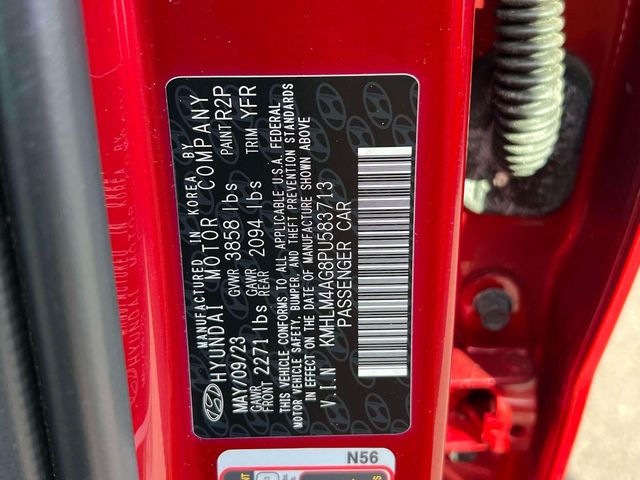 MANUFACTURED IN KOREA BY
HYUNDAI MOTOR COMPANY
MAY/09/23 GVWR 3858 lbs PAINT R2P
GAWR FRONT 2271 lbs GAWR REAR 2094 lbs TRIM YFR
THIS VEHICLE CONFORMS TO ALL APPLICABLE U.S.A. FEDERAL
MOTOR VEHICLE SAFETY, BUMPER, AND THEFT PREVENTION STANDARDS
IN EFFECT ON THE DATE OF MANUFACTURE SHOWN ABOVE
V.I.N KMHLM4AG8PU583713
PASSENGER CAR
N56